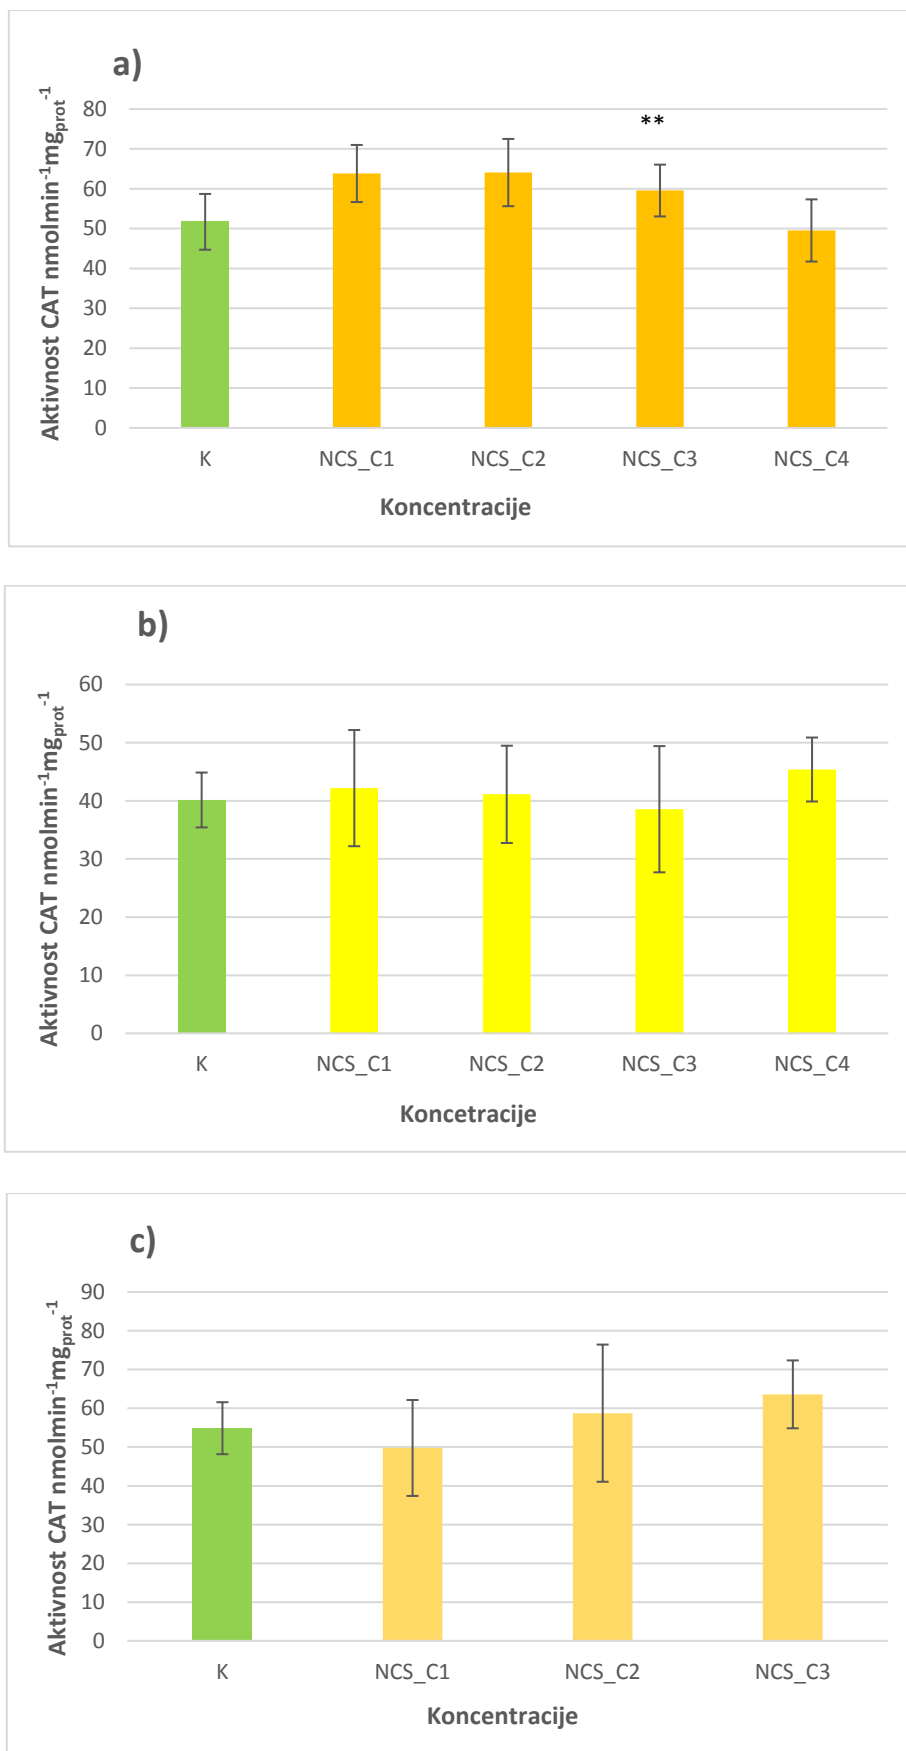 a)
Aktivnost CAT nmolmin⁻¹mgprot⁻¹
80
70
60
50
40
30
20
10
0
**
K NCS_C1 NCS_C2 NCS_C3 NCS_C4
Koncentracije
b)
Aktivnost CAT nmolmin⁻¹mgprot⁻¹
60
50
40
30
20
10
0
K NCS_C1 NCS_C2 NCS_C3 NCS_C4
Koncetracije
c)
Aktivnost CAT nmolmin⁻¹mgprot⁻¹
90
80
70
60
50
40
30
20
10
0
K NCS_C1 NCS_C2 NCS_C3
Koncentracije